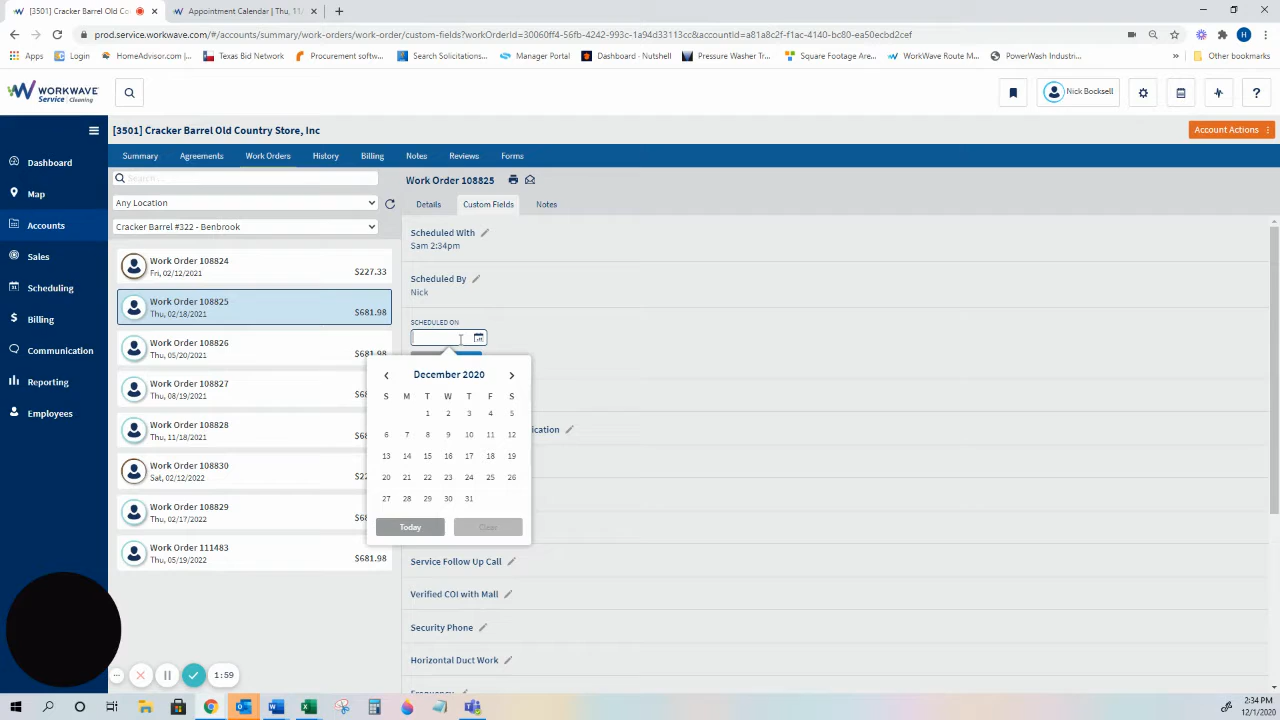 [3501] Cracker Barrel Old Co
Appointment Calendar | Thu, 11/
prod.service.workwave.com/#/accounts/summary/work-orders/work-order/custom-fields?workOrderId=30060ff4-56fb-4242-993c-1a94d33113cc&accountId=a81a8c2f-f1ac-4140-bc80-ea50ecbd2cef
H
Apps
HomeAdvisor.com |...
Texas Bid Network
Procurement softw...
Search Solicitations...
Manager Portal
Dashboard - Nutshell
Pressure Washer Tr...
Square Footage Are...
WorkWave Route M...
PowerWash Industri...
»
Other bookmarks
WORKWAVE
Service | Cleaning
Nick Bocksell
?
[3501] Cracker Barrel Old Country Store, Inc
Account Actions
Summary
Agreements
Work Orders
History
Billing
Notes
Reviews
Forms
Dashboard
Map
Accounts
Sales
Scheduling
Billing
Communication
Reporting
Employees
Search ...
Any Location
Cracker Barrel #322 - Benbrook
Work Order 108824
Fri, 02/12/2021
$227.33
Work Order 108825
Thu, 02/18/2021
$681.98
Work Order 108826
Thu, 05/20/2021
$681.98
Work Order 108827
Thu, 08/19/2021
$6
Work Order 108828
Thu, 11/18/2021
$6
Work Order 108830
Sat, 02/12/2022
$2
Work Order 108829
Thu, 02/17/2022
$6
Work Order 111483
Thu, 05/19/2022
$681.98
Work Order 108825
Details
Custom Fields
Notes
Scheduled With
Sam 2:34pm
Scheduled By
Nick
SCHEDULED ON
December 2020
S M T W T F S
1 2 3 4 5
6 7 8 9 10 11 12
13 14 15 16 17 18 19
20 21 22 23 24 25 26
27 28 29 30 31
Today
Clear
ication
Service Follow Up Call
Verified COI with Mall
Security Phone
Horizontal Duct Work
Frequency
1:59
2:34 PM
12/1/2020